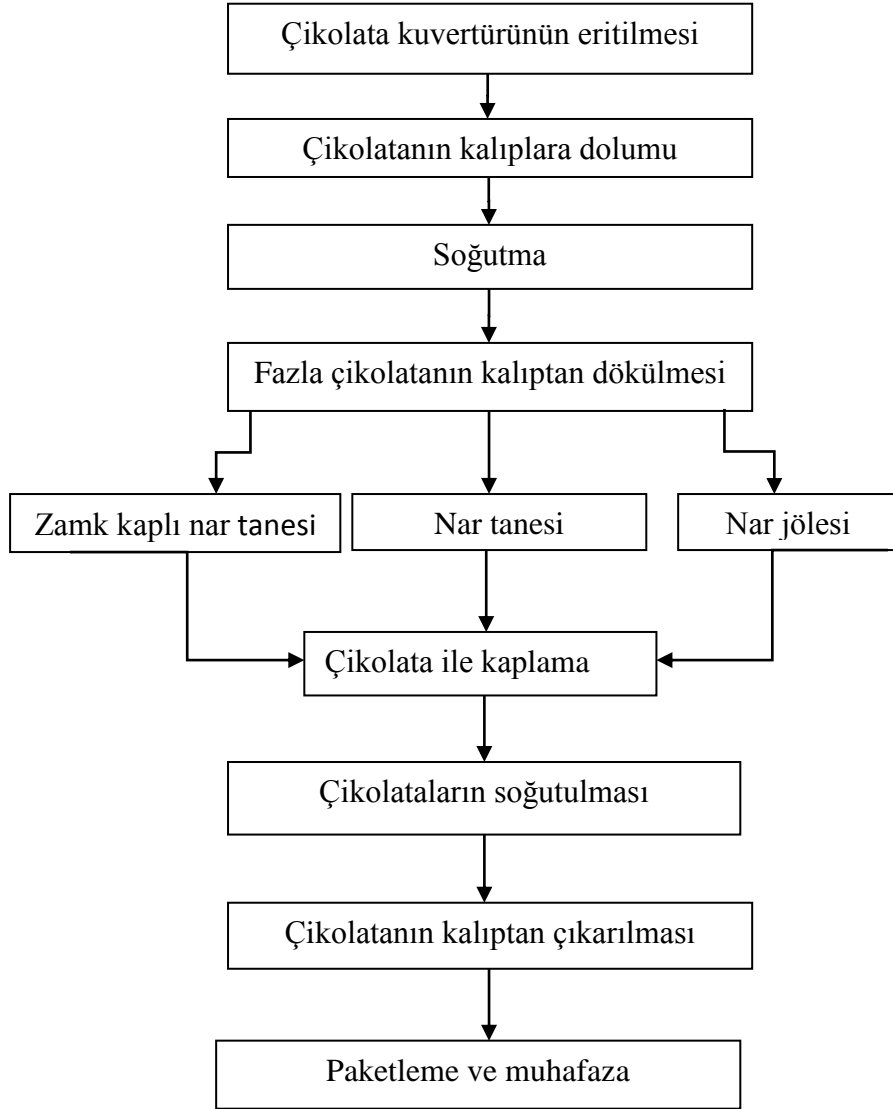 Çikolata kuvertürünün eritilmesi
Çikolatanın kalıplara dolumu
Soğutma
Fazla çikolatanın kalıptan dökülmesi
Zamk kaplı nar tanesi
Nar tanesi
Nar jölesi
Çikolata ile kaplama
Çikolataların soğutulması
Çikolatanın kalıptan çıkarılması
Paketleme ve muhafaza